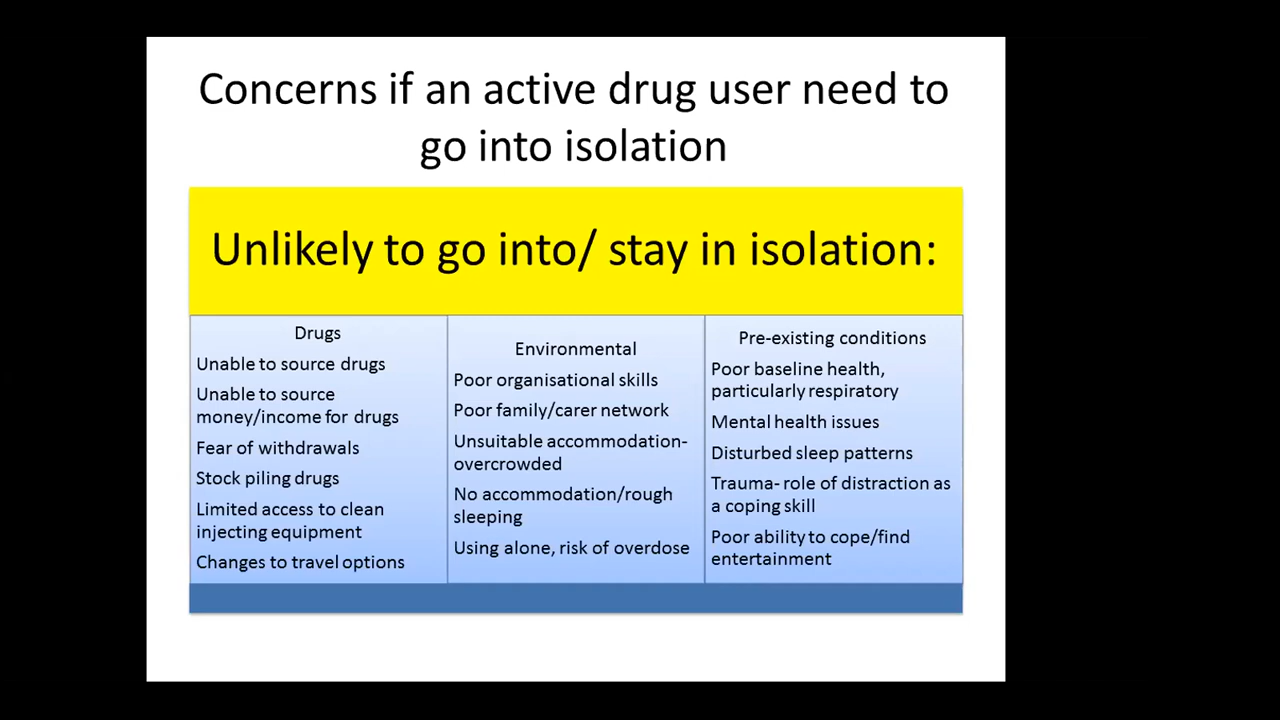 Concerns if an active drug user need to
go into isolation
Unlikely to go into/ stay in isolation:
Drugs
Unable to source drugs
Unable to source
money/income for drugs
Fear of withdrawals
Stock piling drugs
Limited access to clean
injecting equipment
Changes to travel options
Environmental
Poor organisational skills
Poor family/carer network
Unsuitable accommodation-
overcrowded
No accommodation/rough
sleeping
Using alone, risk of overdose
Pre-existing conditions
Poor baseline health,
particularly respiratory
Mental health issues
Disturbed sleep patterns
Trauma- role of distraction as
a coping skill
Poor ability to cope/find
entertainment